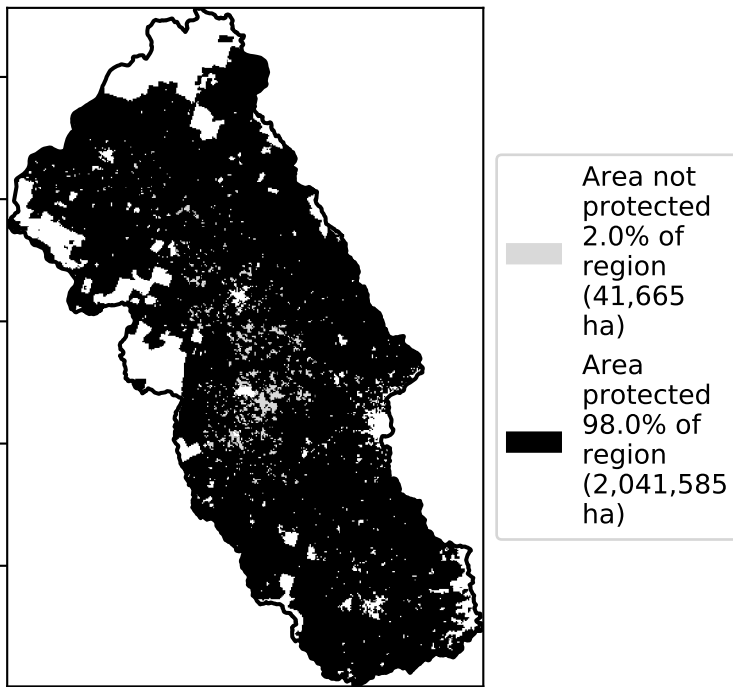 Area not
protected
2.0% of
region
(41,665
ha)
Area
protected
98.0% of
region
(2,041,585
ha)